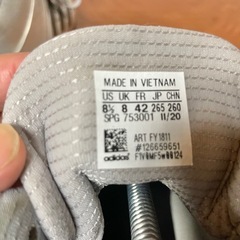 MADE IN VIETNAM
US UK FR JP CHN
8½ 8 42 265 260
SPG 753001 11/20
ART FY1811
#126659651
adidas F1V0MF5w00124